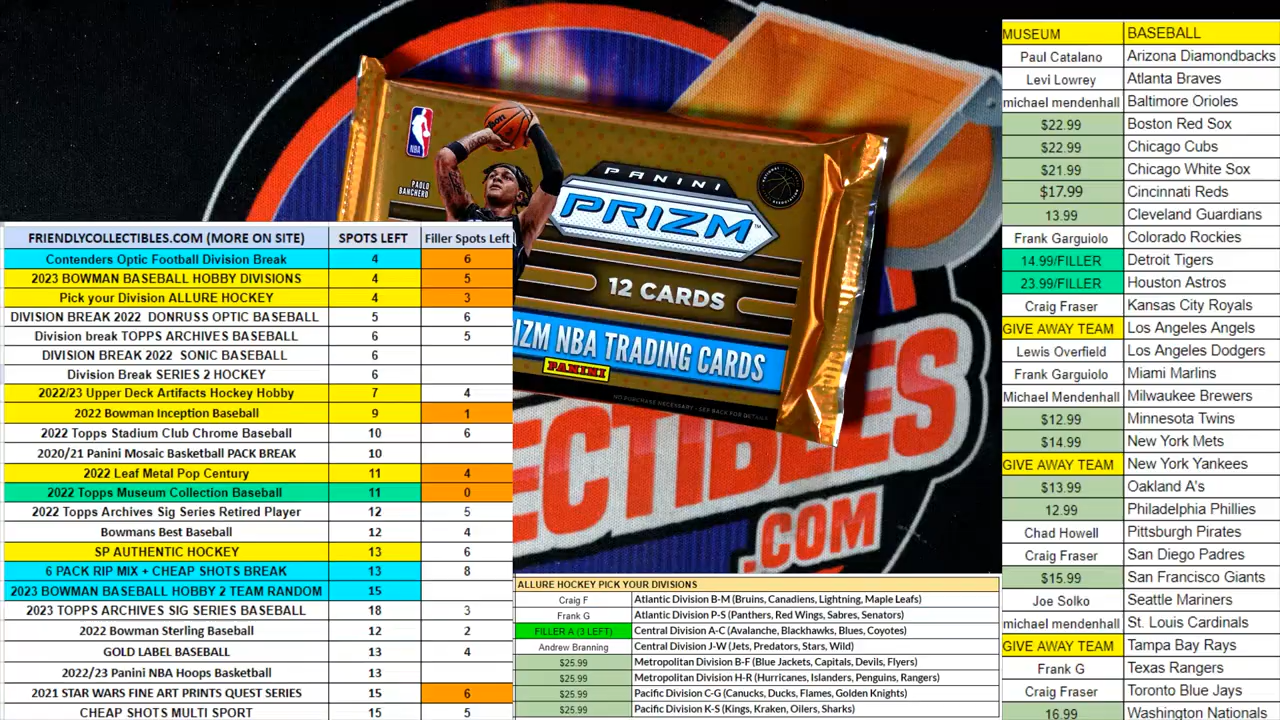 NBA
PAOLO
BANCHERO
PANINI
PRIZM
12 CARDS
IZM NBA TRADING CARDS
PANINI
NO PURCHASE NECESSARY - SEE BACK FOR DETAILS
ECTIBLES
.COM
FRIENDLYCOLLECTIBLES.COM (MORE ON SITE) SPOTS LEFT Filler Spots Left
Contenders Optic Football Division Break 4 6
2023 BOWMAN BASEBALL HOBBY DIVISIONS 4 5
Pick your Division ALLURE HOCKEY 4 3
DIVISION BREAK 2022 DONRUSS OPTIC BASEBALL 5 6
Division break TOPPS ARCHIVES BASEBALL 6 5
DIVISION BREAK 2022 SONIC BASEBALL 6
Division Break SERIES 2 HOCKEY 6
2022/23 Upper Deck Artifacts Hockey Hobby 7 4
2022 Bowman Inception Baseball 9 1
2022 Topps Stadium Club Chrome Baseball 10 6
2020/21 Panini Mosaic Basketball PACK BREAK 10
2022 Leaf Metal Pop Century 11 4
2022 Topps Museum Collection Baseball 11 0
2022 Topps Archives Sig Series Retired Player 12 5
Bowmans Best Baseball 12 4
SP AUTHENTIC HOCKEY 13 6
6 PACK RIP MIX + CHEAP SHOTS BREAK 13 8
2023 BOWMAN BASEBALL HOBBY 2 TEAM RANDOM 15
2023 TOPPS ARCHIVES SIG SERIES BASEBALL 18 3
2022 Bowman Sterling Baseball 12 2
GOLD LABEL BASEBALL 13 4
2022/23 Panini NBA Hoops Basketball 13
2021 STAR WARS FINE ART PRINTS QUEST SERIES 15 6
CHEAP SHOTS MULTI SPORT 15 5
ALLURE HOCKEY PICK YOUR DIVISIONS
Craig F Atlantic Division B-M (Bruins, Canadiens, Lightning, Maple Leafs)
Frank G Atlantic Division P-S (Panthers, Red Wings, Sabres, Senators)
FILLER A (3 LEFT) Central Division A-C (Avalanche, Blackhawks, Blues, Coyotes)
Andrew Branning Central Division J-W (Jets, Predators, Stars, Wild)
$25.99 Metropolitan Division B-F (Blue Jackets, Capitals, Devils, Flyers)
$25.99 Metropolitan Division H-R (Hurricanes, Islanders, Penguins, Rangers)
$25.99 Pacific Division C-G (Canucks, Ducks, Flames, Golden Knights)
$25.99 Pacific Division K-S (Kings, Kraken, Oilers, Sharks)
MUSEUM BASEBALL
Paul Catalano Arizona Diamondbacks
Levi Lowrey Atlanta Braves
michael mendenhall Baltimore Orioles
$22.99 Boston Red Sox
$22.99 Chicago Cubs
$21.99 Chicago White Sox
$17.99 Cincinnati Reds
13.99 Cleveland Guardians
Frank Garguiolo Colorado Rockies
14.99/FILLER Detroit Tigers
23.99/FILLER Houston Astros
Craig Fraser Kansas City Royals
GIVE AWAY TEAM Los Angeles Angels
Lewis Overfield Los Angeles Dodgers
Frank Garguiolo Miami Marlins
Michael Mendenhall Milwaukee Brewers
$12.99 Minnesota Twins
$14.99 New York Mets
GIVE AWAY TEAM New York Yankees
$13.99 Oakland A's
12.99 Philadelphia Phillies
Chad Howell Pittsburgh Pirates
Craig Fraser San Diego Padres
$15.99 San Francisco Giants
Joe Solko Seattle Mariners
michael mendenhall St. Louis Cardinals
GIVE AWAY TEAM Tampa Bay Rays
Frank G Texas Rangers
Craig Fraser Toronto Blue Jays
16.99 Washington Nationals